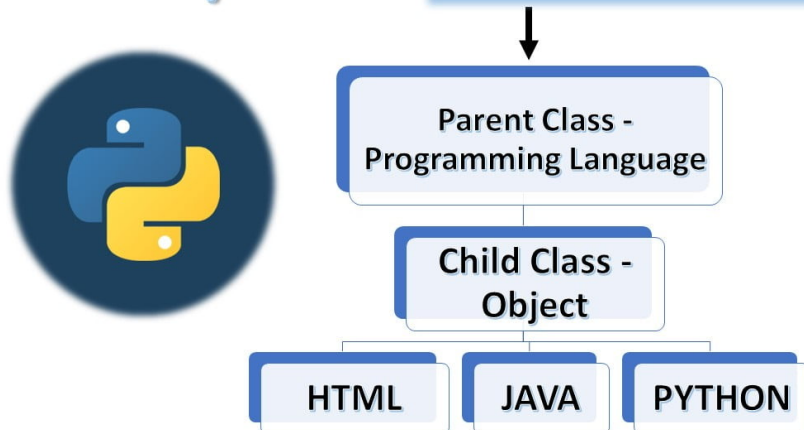 Parent Class -
Programming Language
Child Class -
Object
HTML
JAVA
PYTHON